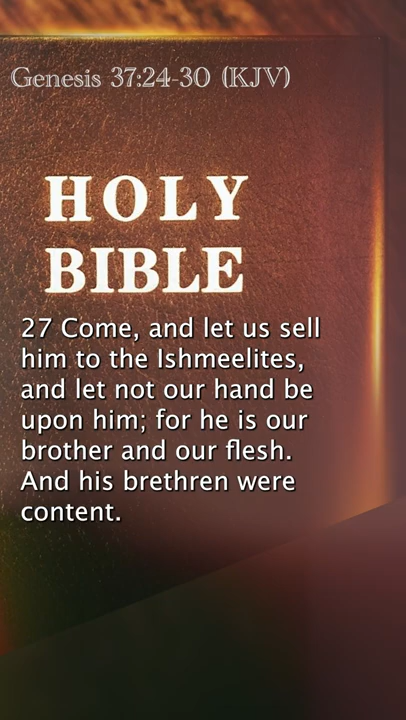 Genesis 37:24-30 (KJV)
HOLY
BIBLE
27 Come, and let us sell
him to the Ishmeelites,
and let not our hand be
upon him; for he is our
brother and our flesh.
And his brethren were
content.